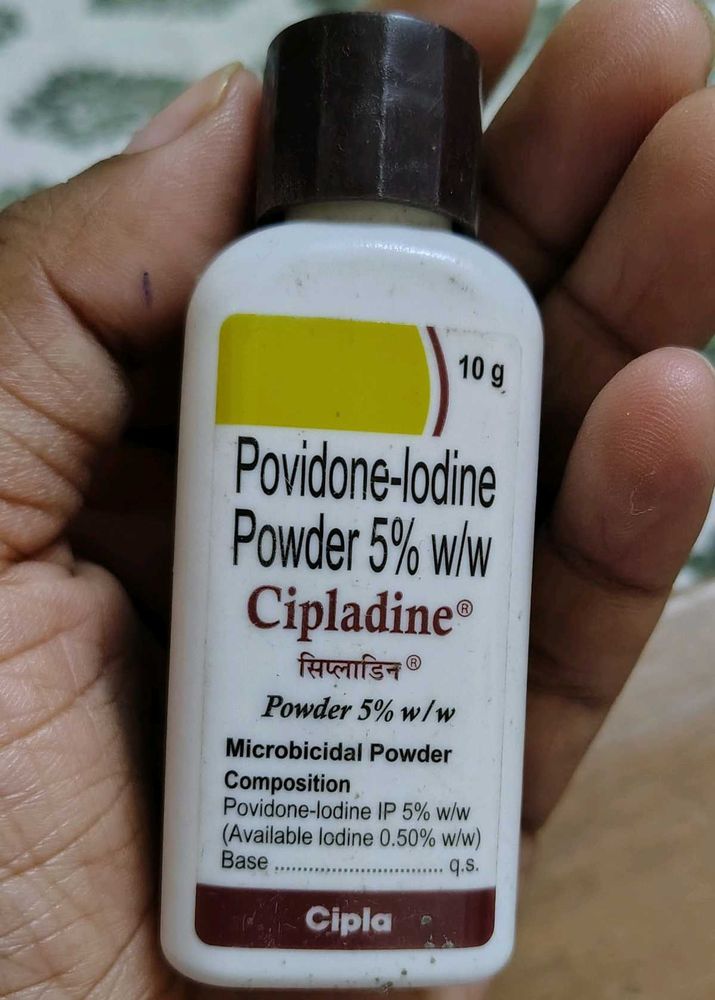 10 g
Povidone-Iodine
Powder 5% w/w
Cipladine®
सिप्लाडिन®
Powder 5% w/w
Microbicidal Powder
Composition
Povidone-Iodine IP 5% w/w
(Available Iodine 0.50% w/w)
Base ................................ q.s.
Cipla